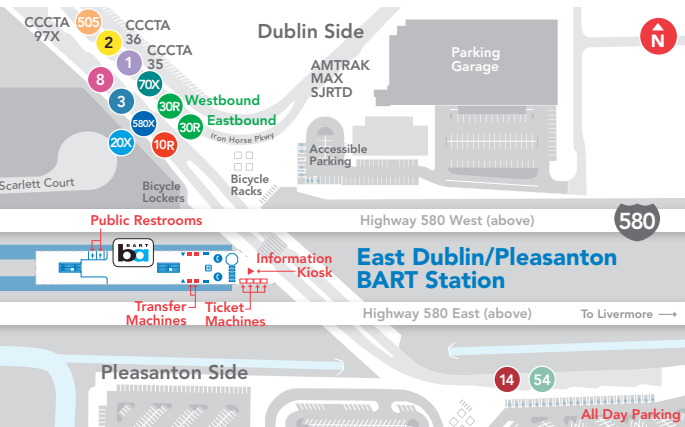 CCCTA
97X
505
CCCTA
36
2
CCCTA
35
1
8
70X
3
30R
Westbound
580X
30R
Eastbound
20X
10R
Iron Horse Pkwy
Dublin Side
AMTRAK
MAX
SJRTD
Parking
Garage
N
Accessible
Parking
Scarlett Court
Bicycle
Lockers
Bicycle
Racks
Public Restrooms
Highway 580 West (above)
580
BART
ba
Information
Kiosk
East Dublin/Pleasanton
BART Station
Transfer
Machines
Ticket
Machines
Highway 580 East (above)
To Livermore
Pleasanton Side
14
54
All Day Parking